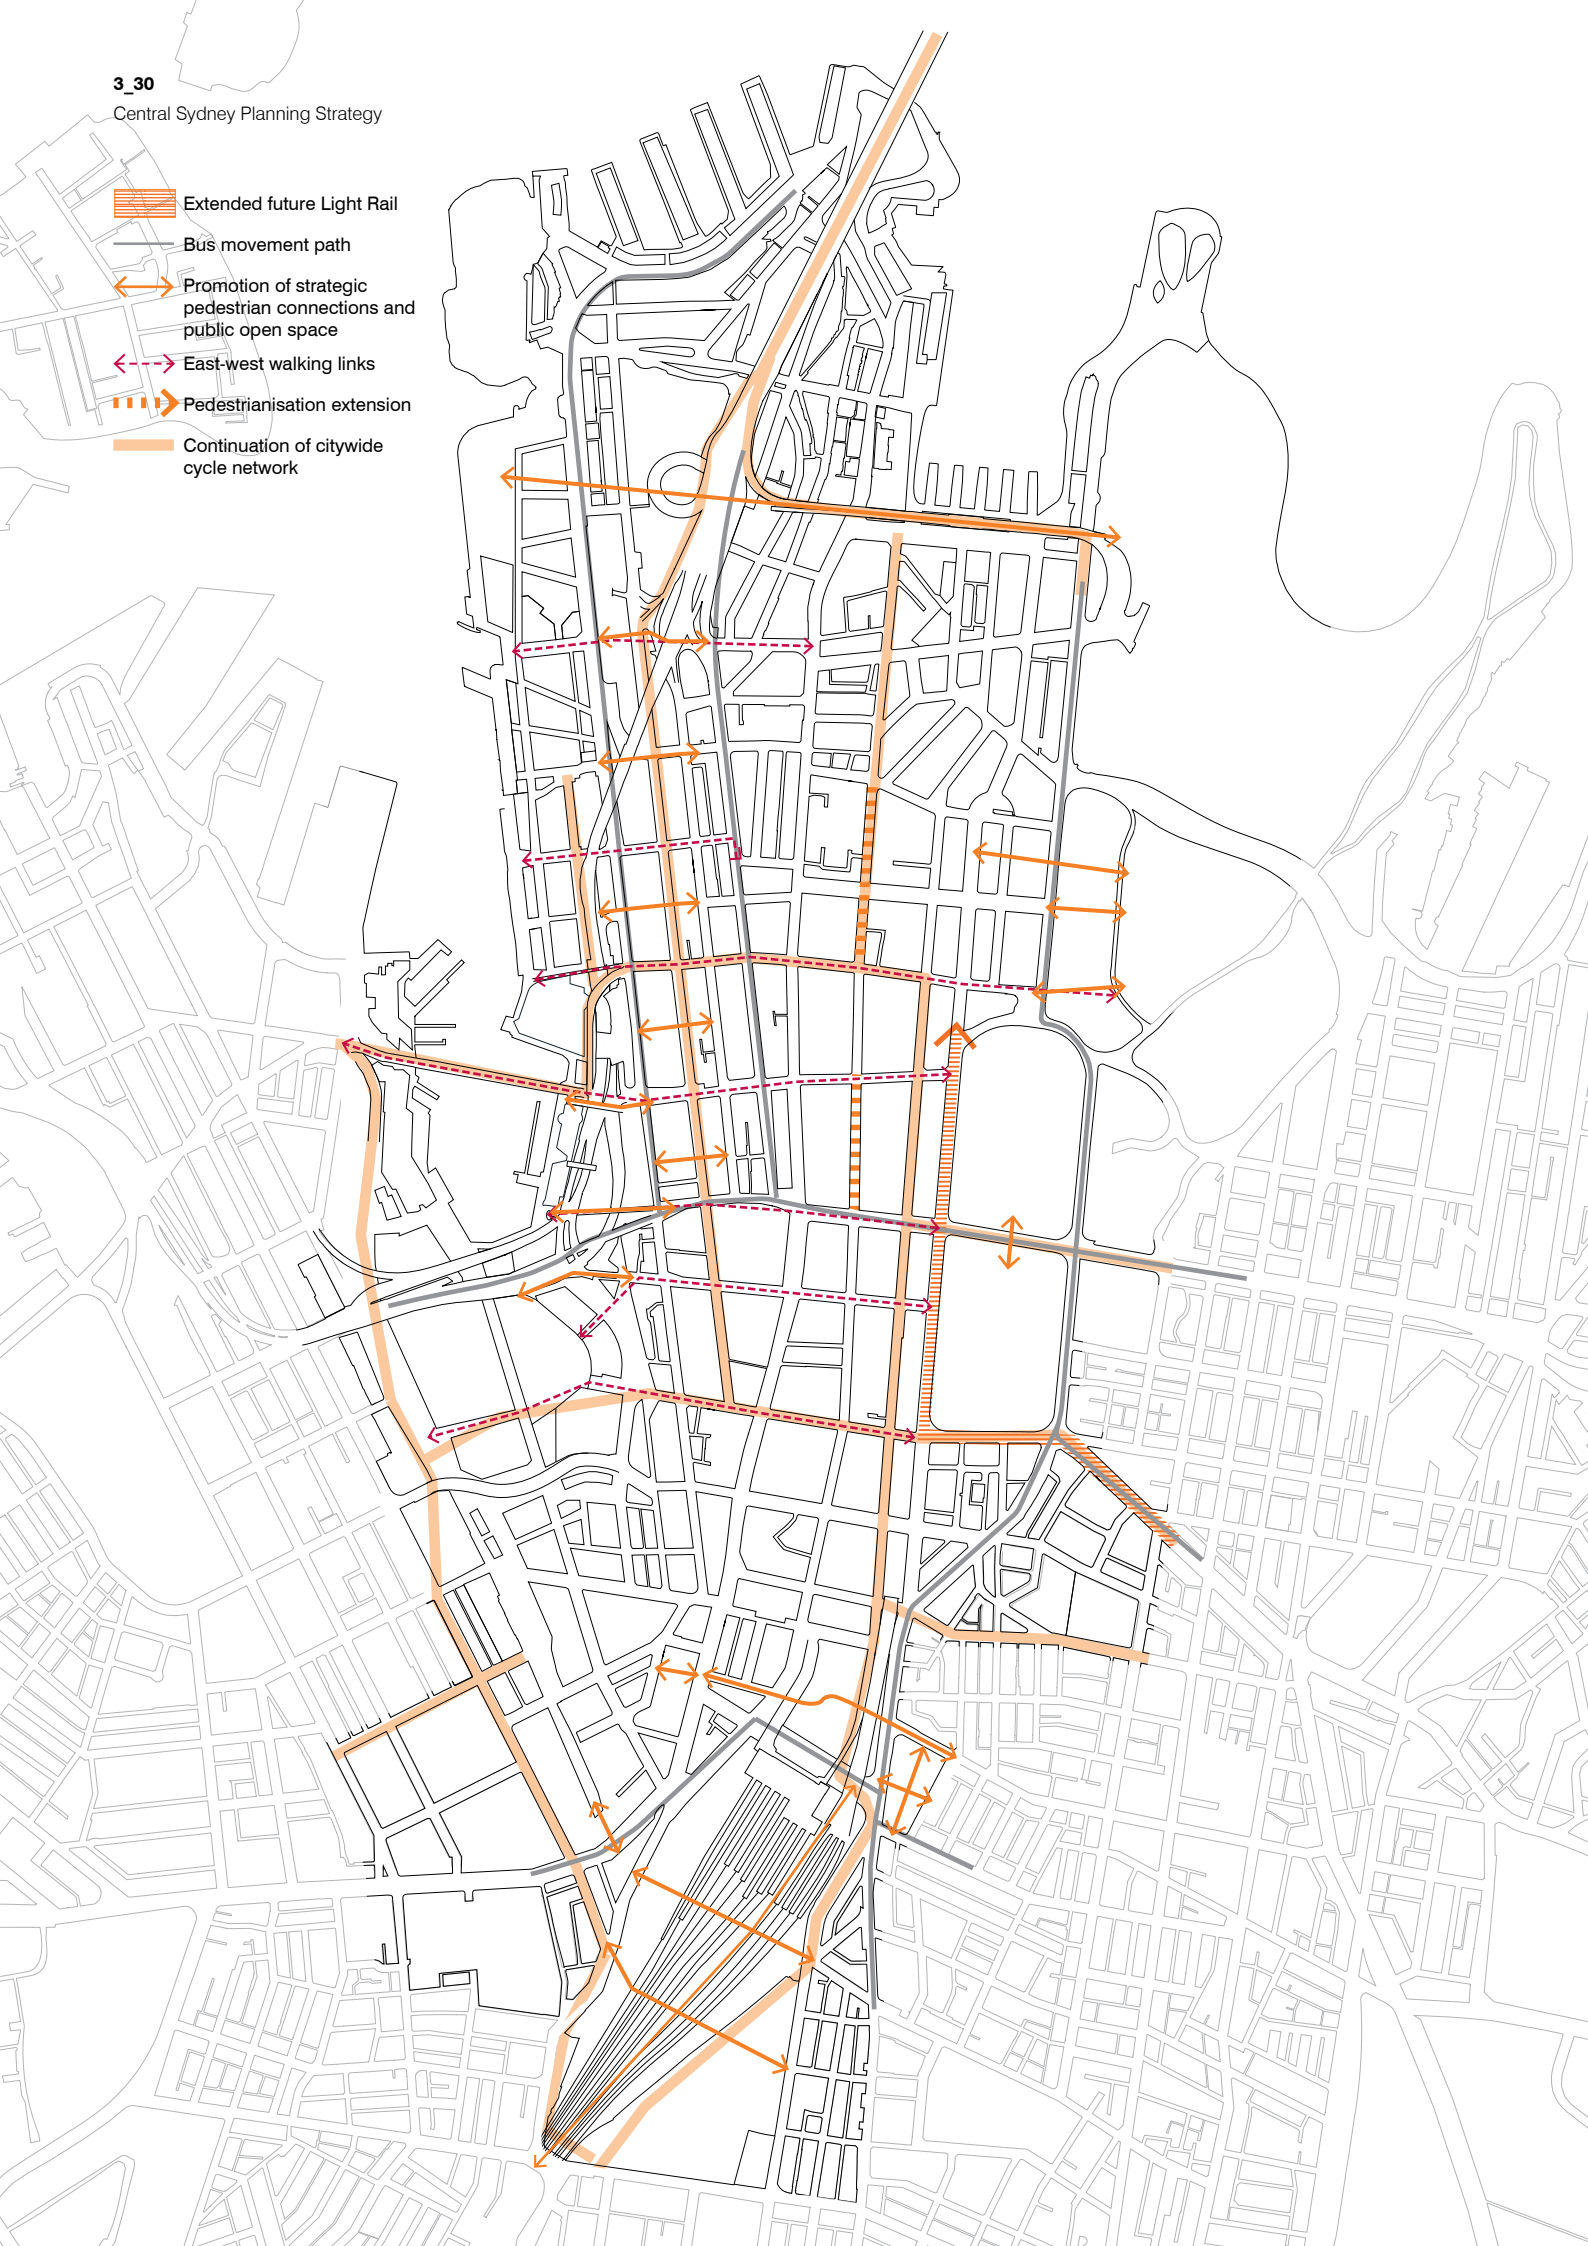 3_30
Central Sydney Planning Strategy
Extended future Light Rail
Bus movement path
Promotion of strategic
pedestrian connections and
public open space
East-west walking links
Pedestrianisation extension
Continuation of citywide
cycle network